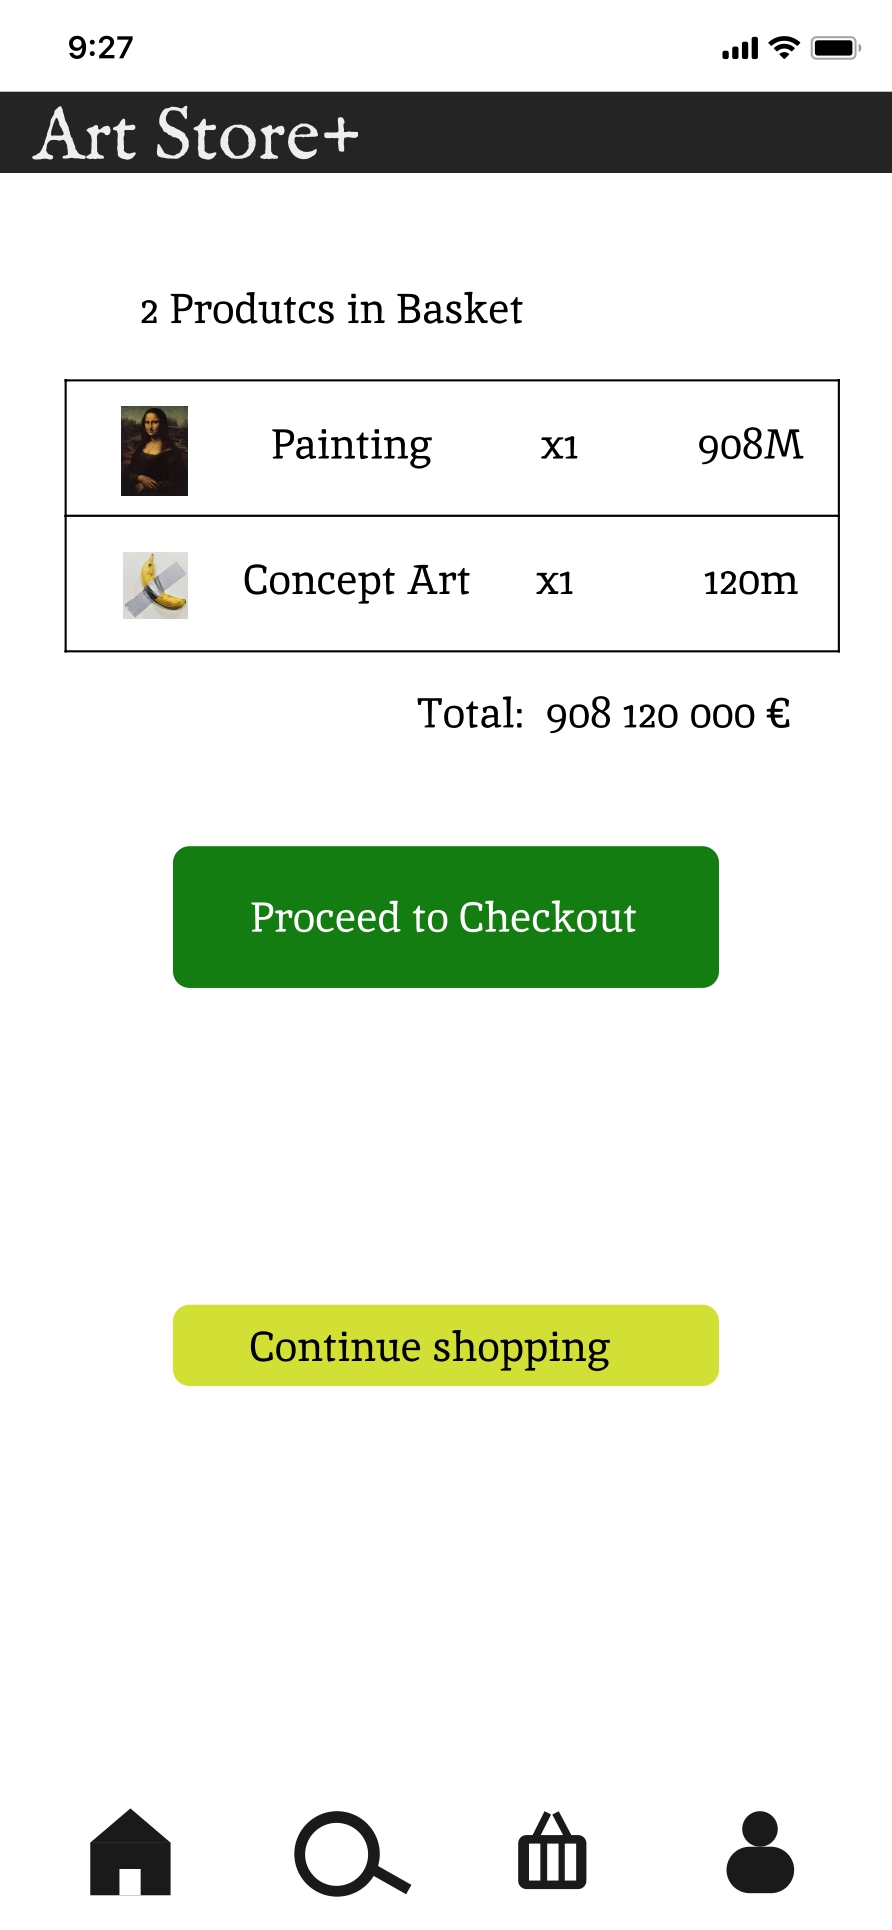 9:27
Art Store+
2 Produtcs in Basket
Painting x1 908M
Concept Art x1 120m
Total: 908 120 000 €
Proceed to Checkout
Continue shopping